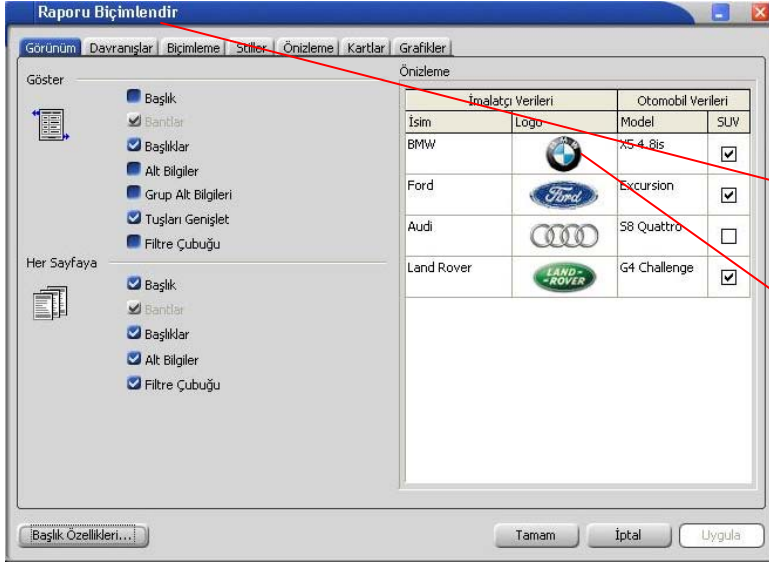 Raporu Biçimlendir
Görünüm Davranışlar Biçimleme Stiller Önizleme Kartlar Grafikler
Göster
Başlık
Bantlar
Başlıklar
Alt Bilgiler
Grup Alt Bilgileri
Tuşları Genişlet
Filtre Çubuğu
Her Sayfaya
Başlık
Bantlar
Başlıklar
Alt Bilgiler
Filtre Çubuğu
Önizleme
İmalatçı Verileri Otomobil Verileri
İsim Logo Model SUV
BMW X5 4.8is
Ford Ford Excursion
Audi S8 Quattro
Land Rover LAND-ROVER G4 Challenge
Başlık Özellikleri... Tamam İptal Uygula